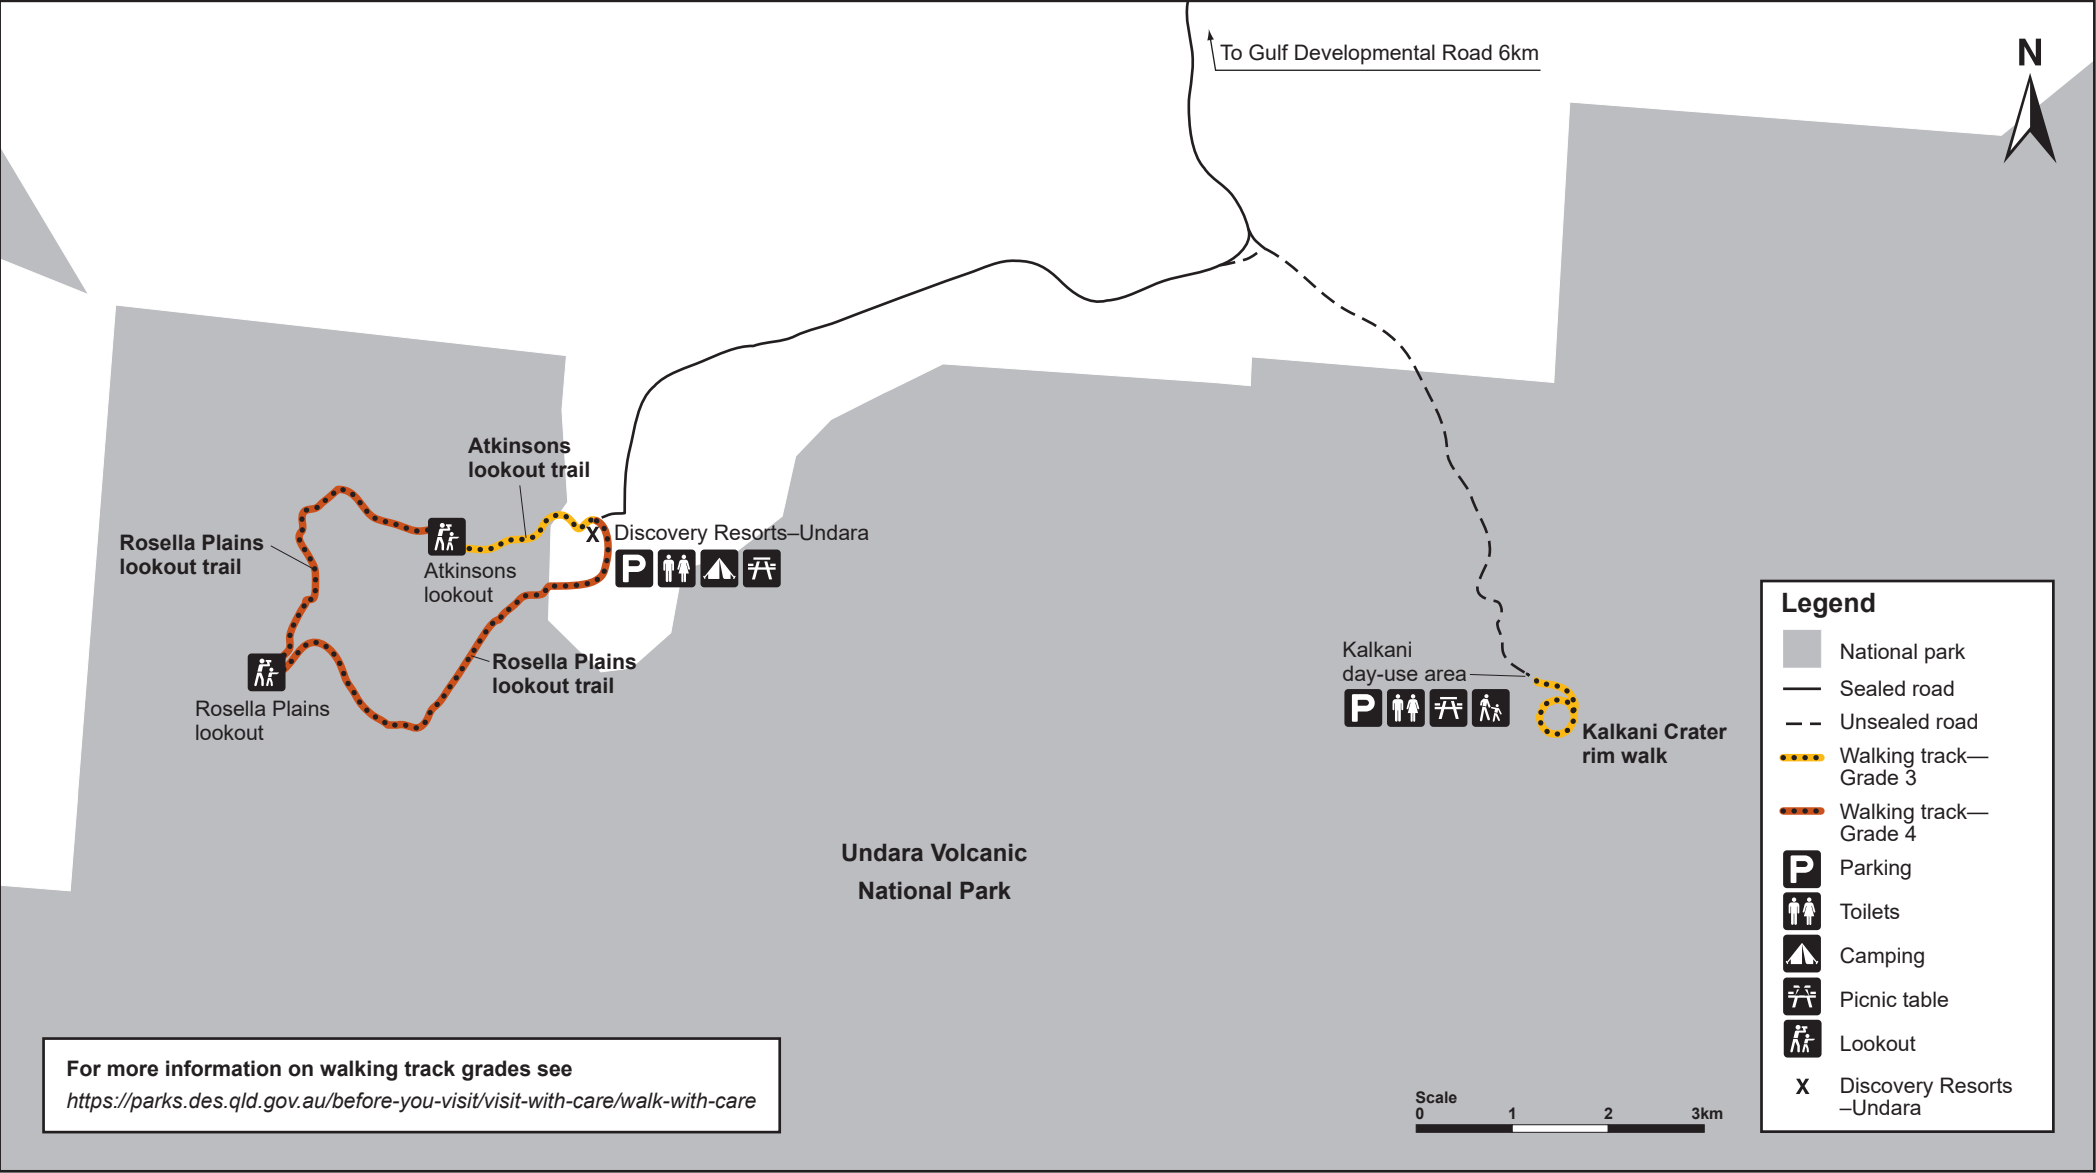 To Gulf Developmental Road 6km
N
Atkinsons
lookout trail
Discovery Resorts–Undara
P
Rosella Plains
lookout trail
Atkinsons
lookout
Rosella Plains
lookout trail
Rosella Plains
lookout
X
Kalkani
day-use area
P
Kalkani Crater
rim walk
Undara Volcanic
National Park
For more information on walking track grades see
https://parks.des.qld.gov.au/before-you-visit/visit-with-care/walk-with-care
Scale
0 1 2 3km
Legend
National park
Sealed road
Unsealed road
Walking track—
Grade 3
Walking track—
Grade 4
P Parking
Toilets
Camping
Picnic table
Lookout
X Discovery Resorts
–Undara